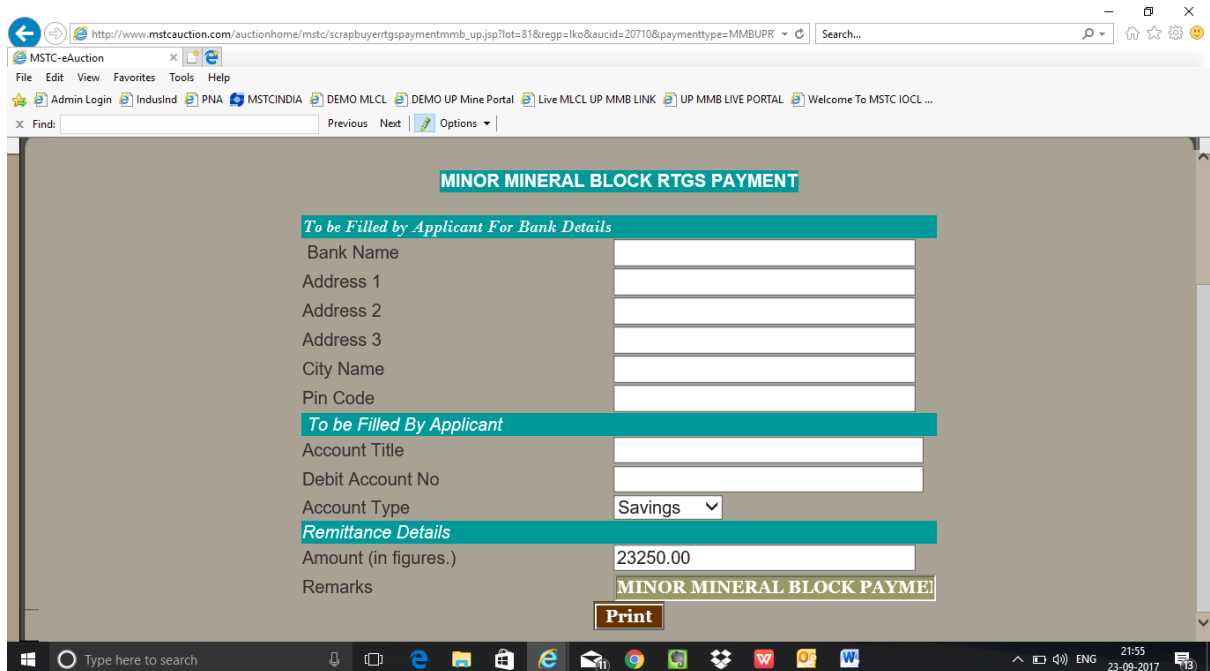 http://www.mstcauction.com/auctionhome/mstc/scrapbuyerrtgspaymentmmb_up.jsp?lot=81&regp=lko&aucid=20710&paymenttype=MMBUPR Search...
MSTC-eAuction
File Edit View Favorites Tools Help
Admin Login IndusInd PNA MSTCINDIA DEMO MLCL DEMO UP Mine Portal Live MLCL UP MMB LINK UP MMB LIVE PORTAL Welcome To MSTC IOCL ...
x Find: Previous Next Options
MINOR MINERAL BLOCK RTGS PAYMENT
To be Filled by Applicant For Bank Details
Bank Name
Address 1
Address 2
Address 3
City Name
Pin Code
To be Filled By Applicant
Account Title
Debit Account No
Account Type Savings
Remittance Details
Amount (in figures.) 23250.00
Remarks MINOR MINERAL BLOCK PAYME
Print
Type here to search ENG 21:55
23-09-2017